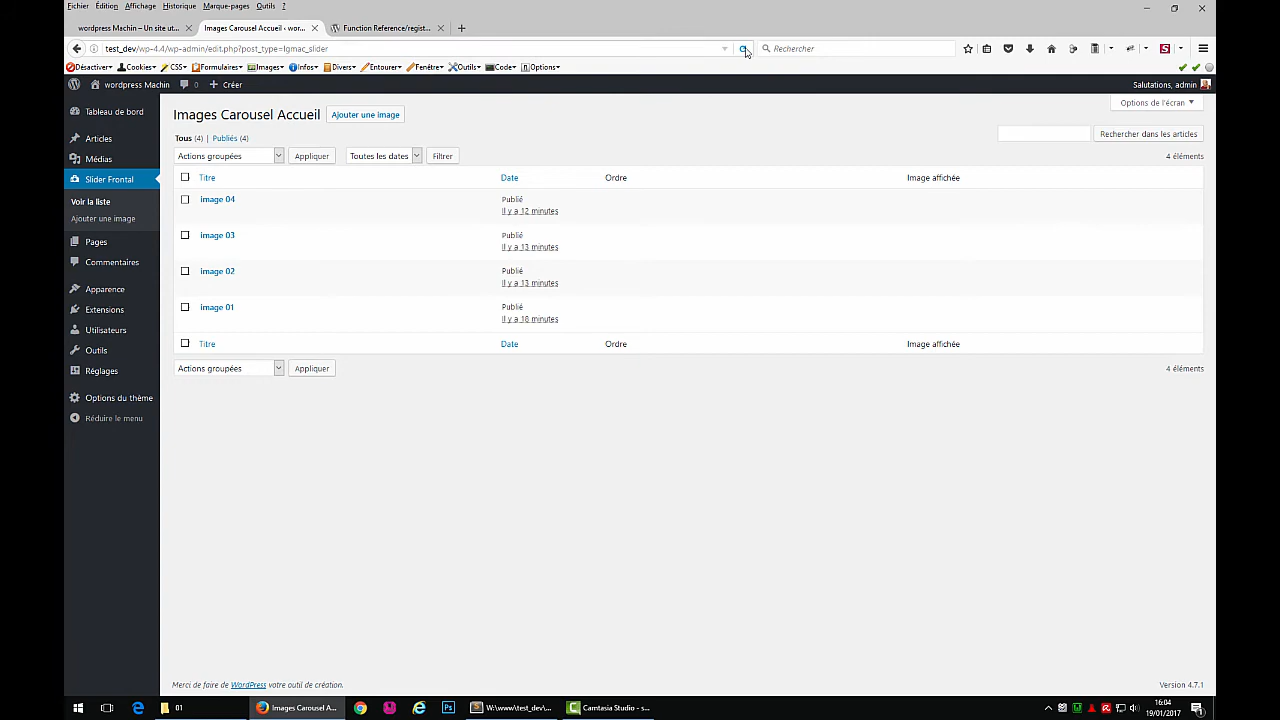 Fichier Édition Affichage Historique Marque-pages Outils ?
wordpress Machin – Un site ut... Images Carousel Accueil ‹ wor... Function Reference/regist...
test_dev/wp-4.4/wp-admin/edit.php?post_type=lgmac_slider Rechercher
Désactiver Cookies CSS Formulaires Images Infos Divers Entourer Fenêtre Outils Code Options
wordpress Machin 0 Créer Salutations, admin
Options de l'écran
Tableau de bord
Articles
Médias
Slider Frontal
Voir la liste
Ajouter une image
Pages
Commentaires
Apparence
Extensions
Utilisateurs
Outils
Réglages
Options du thème
Réduire le menu
Images Carousel Accueil Ajouter une image
Tous (4) | Publiés (4) Rechercher dans les articles
Actions groupées Appliquer Toutes les dates Filtrer 4 éléments
Titre Date Ordre Image affichée
image 04 Publié
Il y a 12 minutes
image 03 Publié
Il y a 13 minutes
image 02 Publié
Il y a 13 minutes
image 01 Publié
Il y a 16 minutes
Titre Date Ordre Image affichée
Actions groupées Appliquer 4 éléments
Merci de faire de WordPress votre outil de création. Version 4.7.1
01 Images Carousel A... W:\www\test_dev\... Camtasia Studio - s... 16:04
19/01/2017